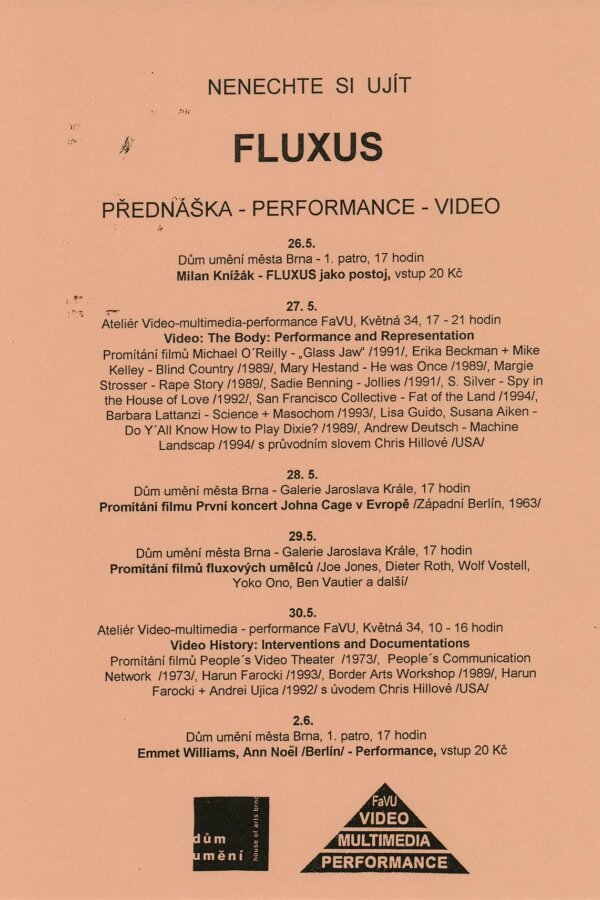 NENECHTE SI UJÍT
FLUXUS
PŘEDNÁŠKA - PERFORMANCE - VIDEO
26.5.
Dům umění města Brna - 1. patro, 17 hodin
Milan Knížák - FLUXUS jako postoj, vstup 20 Kč
27. 5.
Ateliér Video-multimedia-performance FaVU, Květná 34, 17 - 21 hodin
Video: The Body: Performance and Representation
Promítání filmů Michael O´Reilly - „Glass Jaw“ /1991/, Erika Beckman + Mike
Kelley - Blind Country /1989/, Mary Hestand - He was Once /1989/, Margie
Strosser - Rape Story /1989/, Sadie Benning - Jollies /1991/, S. Silver - Spy in
the House of Love /1992/, San Francisco Collective - Fat of the Land /1994/,
Barbara Lattanzi - Science + Masochom /1993/, Lisa Guido, Susana Aiken -
Do Y´All Know How to Play Dixie? /1989/, Andrew Deutsch - Machine
Landscap /1994/ s průvodním slovem Chris Hillové /USA/
28. 5.
Dům umění města Brna - Galerie Jaroslava Krále, 17 hodin
Promítání filmu První koncert Johna Cage v Evropě /Západní Berlín, 1963/
29.5.
Dům umění města Brna - Galerie Jaroslava Krále, 17 hodin
Promítání filmů fluxových umělců /Joe Jones, Dieter Roth, Wolf Vostell,
Yoko Ono, Ben Vautier a další/
30.5.
Ateliér Video-multimedia - performance FaVU, Květná 34, 10 - 16 hodin
Video History: Interventions and Documentations
Promítání filmů People´s Video Theater /1973/, People´s Communication
Network /1973/, Harun Farocki /1993/, Border Arts Workshop /1989/, Harun
Farocki + Andrei Ujica /1992/ s úvodem Chris Hillové /USA/
2.6.
Dům umění města Brna, 1. patro, 17 hodin
Emmet Williams, Ann Noël /Berlín/ - Performance, vstup 20 Kč
dům
umění
house of arts brno
FaVU
VIDEO
MULTIMEDIA
PERFORMANCE